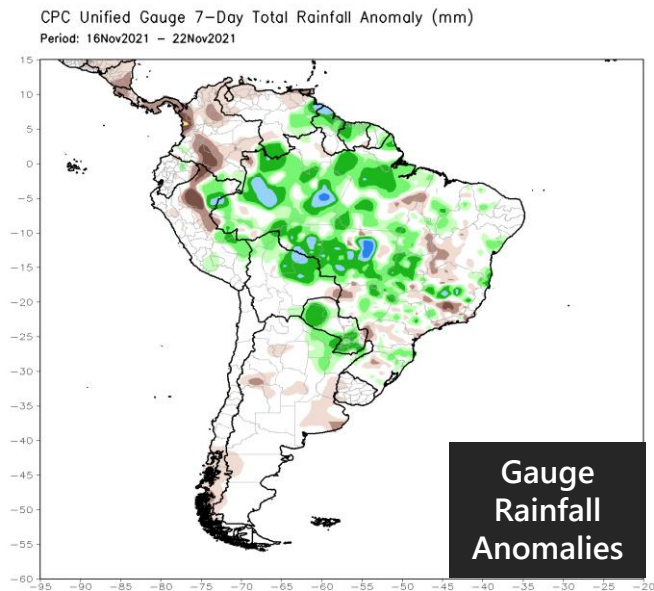 CPC Unified Gauge 7-Day Total Rainfall Anomaly (mm)
Period: 16Nov2021 - 22Nov2021
15
10
5
0
-5
-10
-15
-20
-25
-30
-35
-40
-45
-50
-55
-60
-95 -90 -85 -80 -75 -70 -65 -60 -55 -50 -45 -40 -35 -30 -25 -20
Gauge
Rainfall
Anomalies